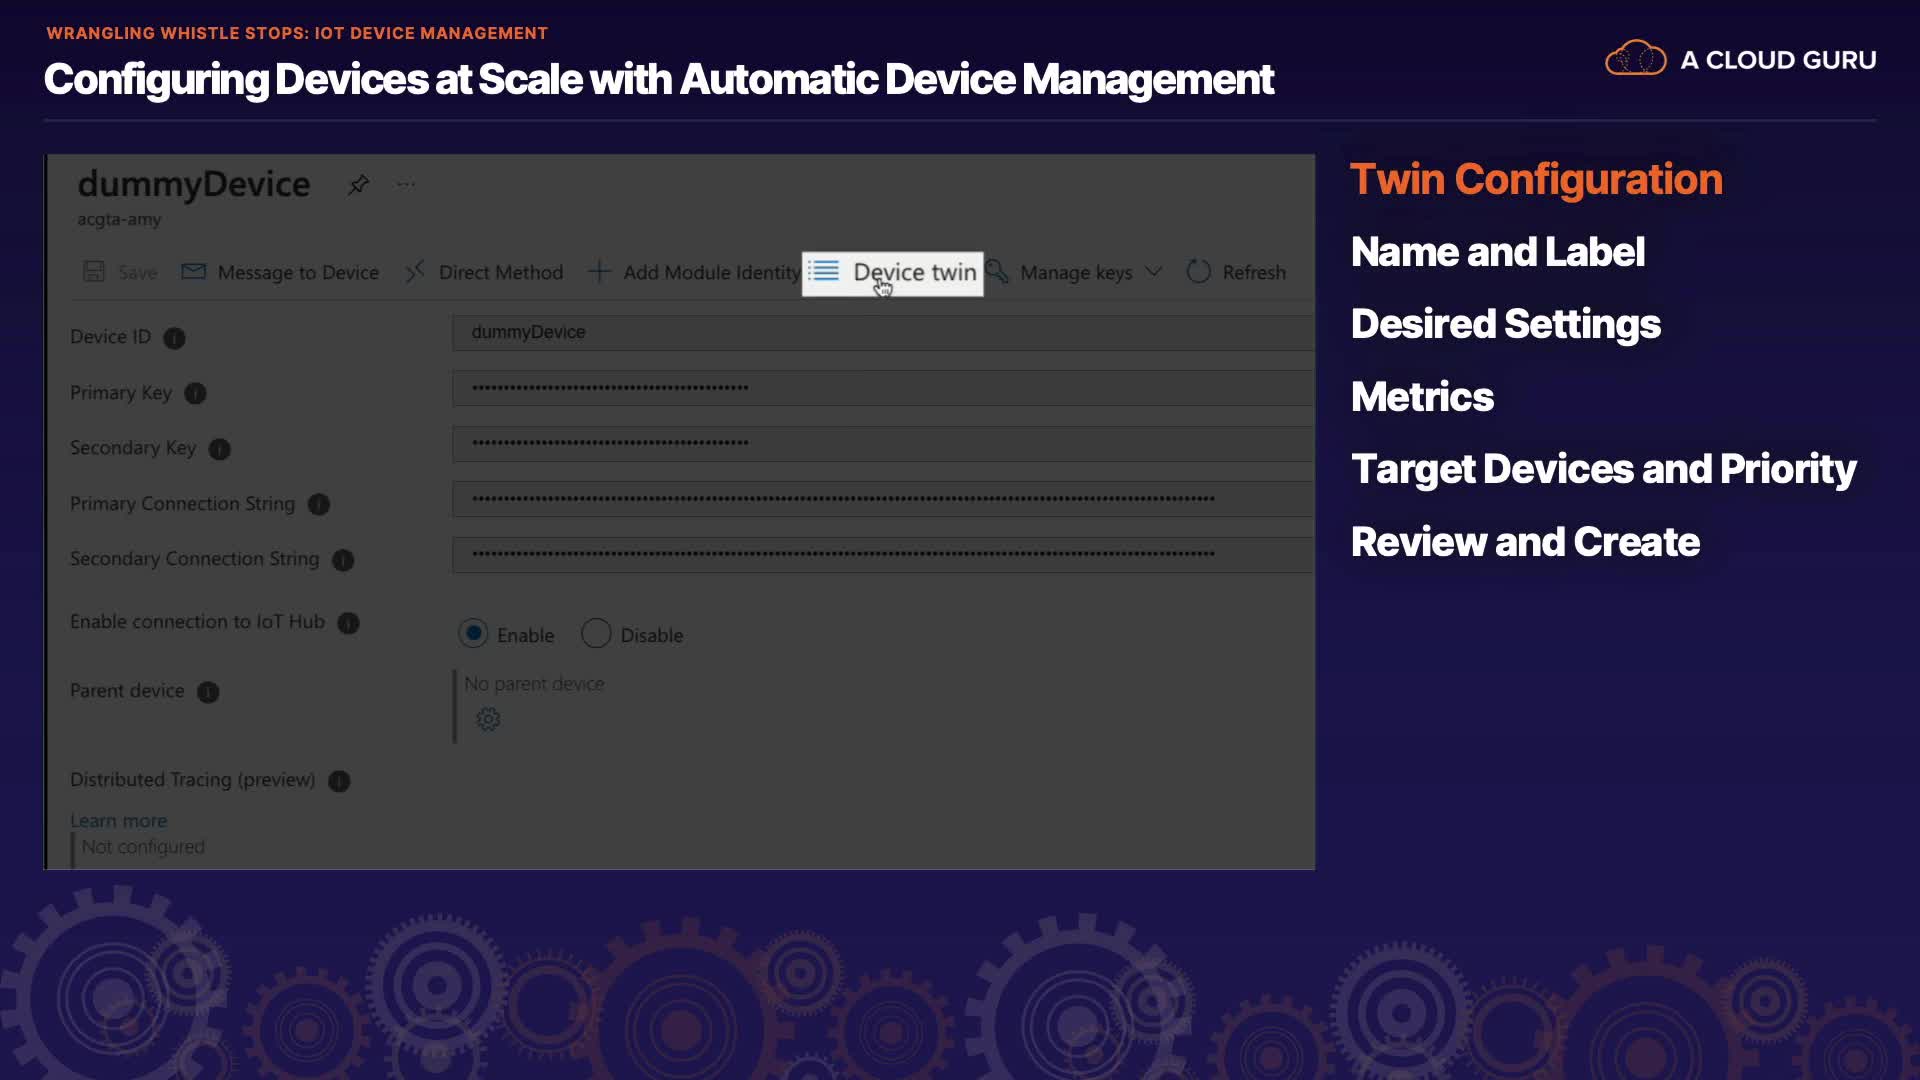 WRANGLING WHISTLE STOPS: IOT DEVICE MANAGEMENT
Configuring Devices at Scale with Automatic Device Management
A CLOUD GURU
dummyDevice
acgta-amy
Save Message to Device Direct Method Add Module Identity Device twin Manage keys Refresh
Device ID dummyDevice
Primary Key
Secondary Key
Primary Connection String
Secondary Connection String
Enable connection to IoT Hub Enable Disable
Parent device No parent device
Distributed Tracing (preview)
Learn more
Not configured
Twin Configuration
Name and Label
Desired Settings
Metrics
Target Devices and Priority
Review and Create